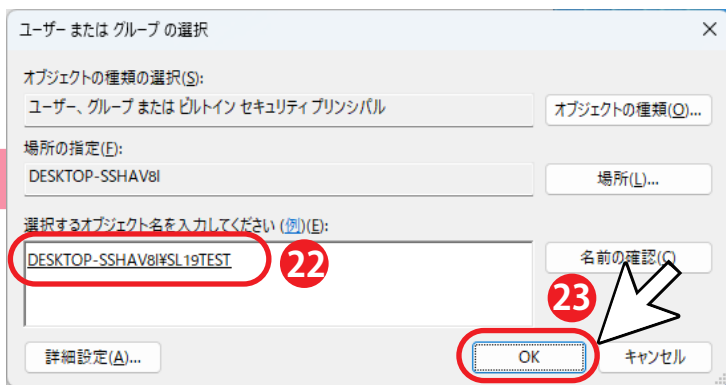 ユーザー または グループ の選択
オブジェクトの種類の選択(S):
ユーザー、グループ または ビルトイン セキュリティ プリンシパル
オブジェクトの種類(O)...
場所の指定(F):
DESKTOP-SSHAV8I
場所(L)...
選択するオブジェクト名を入力してください (例)(E):
DESKTOP-SSHAV8I¥SL19TEST
22
名前の確認(C)
23
詳細設定(A)...
OK
キャンセル